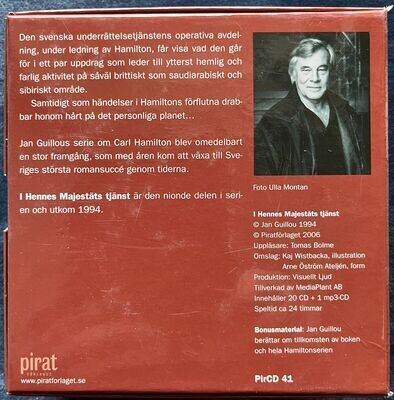 Den svenska underrättelsetjänstens operativa avdel-
ning, under ledning av Hamilton, får visa vad den går
för i ett par uppdrag som leder till ytterst hemlig och
farlig aktivitet på såväl brittiskt som saudiarabiskt och
sibiriskt område.
Samtidigt som händelser i Hamiltons förflutna drab-
bar honom hårt på det personliga planet…
Jan Guillous serie om Carl Hamilton blev omedelbart
en stor framgång, som med åren kom att växa till Sve-
riges största romansuccé genom tiderna.
I Hennes Majestäts tjänst är den nionde delen i seri-
en och utkom 1994.
pirat
FÖRLAGET
www.piratforlaget.se
Foto Ulla Montan
I Hennes Majestäts tjänst
© Jan Guillou 1994
© Piratförlaget 2006
Uppläsare: Tomas Bolme
Omslag: Kaj Wistbacka, illustration
Arne Öström Ateljén, form
Produktion: Visuellt Ljud
Tillverkad av MediaPlant AB
Innehåller 20 CD + 1 mp3-CD
Speltid ca 24 timmar
Bonusmaterial: Jan Guillou
berättar om tillkomsten av boken
och hela Hamiltonserien
PirCD 41